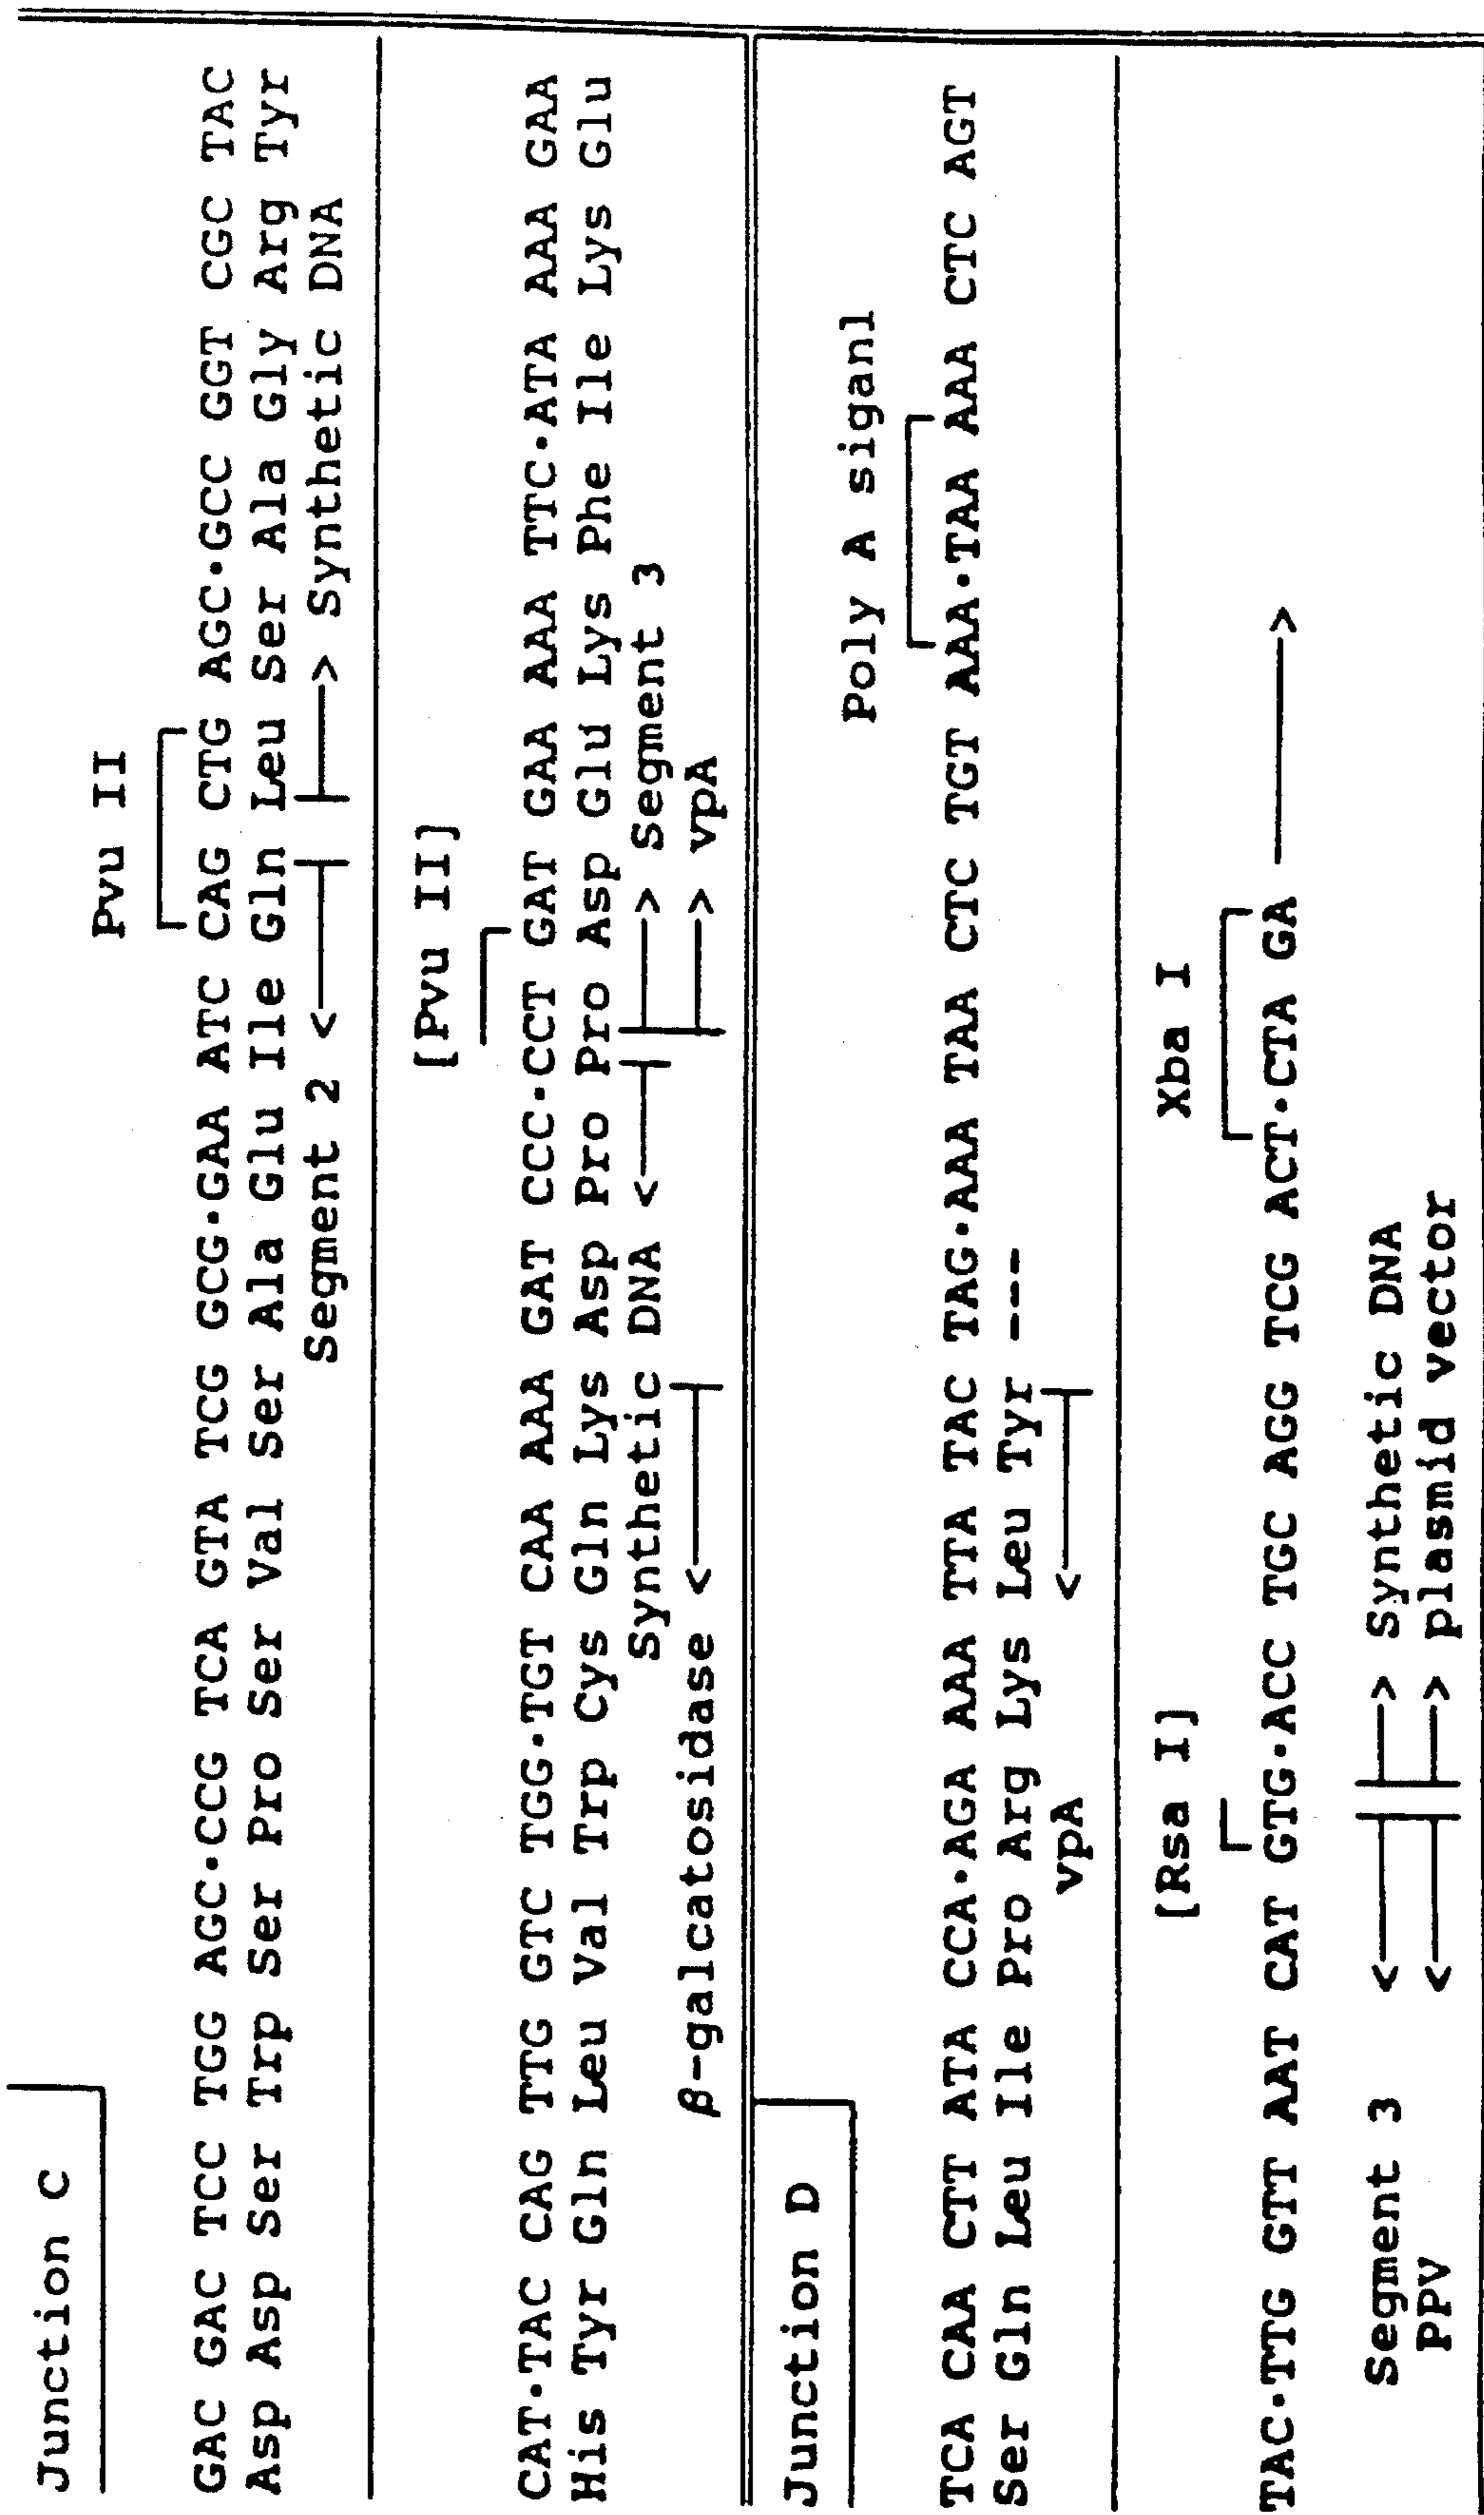 Junction C
Pvu II
GAC GAC TCC TGG AGC·CCG TCA GTA TCG GCG·GAA ATC CAG CTG AGC·GCC GGT CGC TAC
Asp Asp Ser Trp Ser Pro Ser Val Ser Ala Glu Ile Gln Leu Ser Ala Gly Arg Tyr
Segment 2 <-----| |-----> Synthetic DNA
[Pvu II]
CAT·TAC CAG TTG GTC TGG·TGT CAA AAA GAT CCC·CCT GAT GAA AAA TTC·ATA AAA GAA
His Tyr Gln Leu Val Trp Cys Gln Lys Asp Pro Pro Asp Glu Lys Phe Ile Lys Glu
Synthetic DNA <-----| |-----> Segment 3
β-galcatosidase <-----| |-----> vpA
Junction D
Poly A siganl
TCA CAA CTT ATA CCA·AGA AAA TTA TAC TAG·AAA TAA CTC TGT AAA·TAA AAA CTC AGT
Ser Gln Leu Ile Pro Arg Lys Leu Tyr ---
vpA <-----|
[Rsa I] Xba I
TAC·TTG GTT AAT CAT GTG·ACC TGC AGG TCG ACT·CTA GA ----->
Segment 3 <-----| |-----> Synthetic DNA
PPV <-----| |-----> plasmid vector